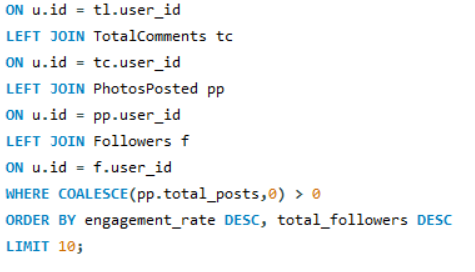 ON u.id = tl.user_id
LEFT JOIN TotalComments tc
ON u.id = tc.user_id
LEFT JOIN PhotosPosted pp
ON u.id = pp.user_id
LEFT JOIN Followers f
ON u.id = f.user_id
WHERE COALESCE(pp.total_posts,0) > 0
ORDER BY engagement_rate DESC, total_followers DESC
LIMIT 10;